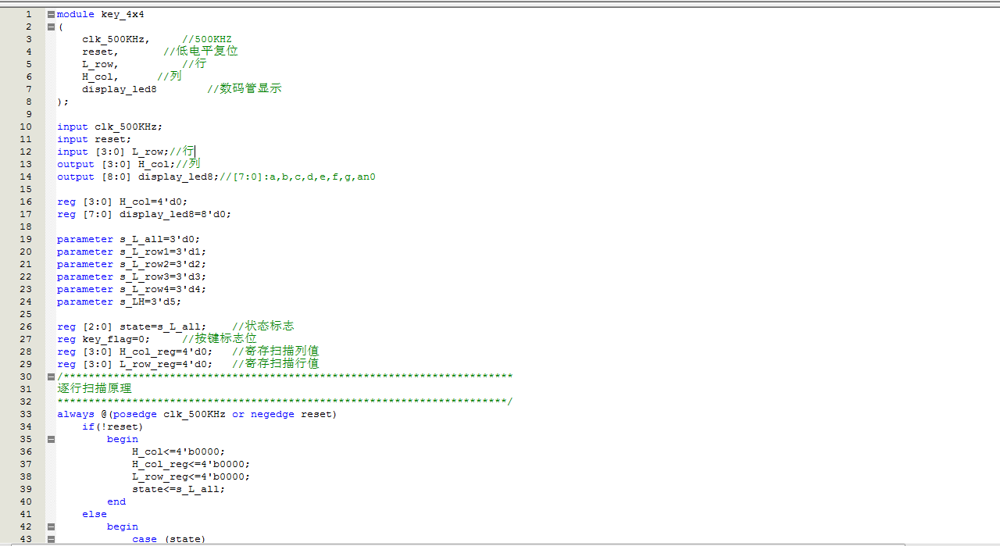 1 module key_4x4
2 (
3 clk_500KHz, //500KHZ
4 reset, //低电平复位
5 L_row, //行
6 H_col, //列
7 display_led8 //数码管显示
8 );
9
10 input clk_500KHz;
11 input reset;
12 input [3:0] L_row;//行
13 output [3:0] H_col;//列
14 output [8:0] display_led8;//[7:0]:a,b,c,d,e,f,g,an0
15
16 reg [3:0] H_col=4'd0;
17 reg [7:0] display_led8=8'd0;
18
19 parameter s_L_all=3'd0;
20 parameter s_L_row1=3'd1;
21 parameter s_L_row2=3'd2;
22 parameter s_L_row3=3'd3;
23 parameter s_L_row4=3'd4;
24 parameter s_LH=3'd5;
25
26 reg [2:0] state=s_L_all; //状态标志
27 reg key_flag=0; //按键标志位
28 reg [3:0] H_col_reg=4'd0; //寄存扫描列值
29 reg [3:0] L_row_reg=4'd0; //寄存扫描行值
30 /************************************************************************
31 逐行扫描原理
32 ************************************************************************/
33 always @(posedge clk_500KHz or negedge reset)
34 if(!reset)
35 begin
36 H_col<=4'b0000;
37 H_col_reg<=4'b0000;
38 L_row_reg<=4'b0000;
39 state<=s_L_all;
40 end
41 else
42 begin
43 case (state)